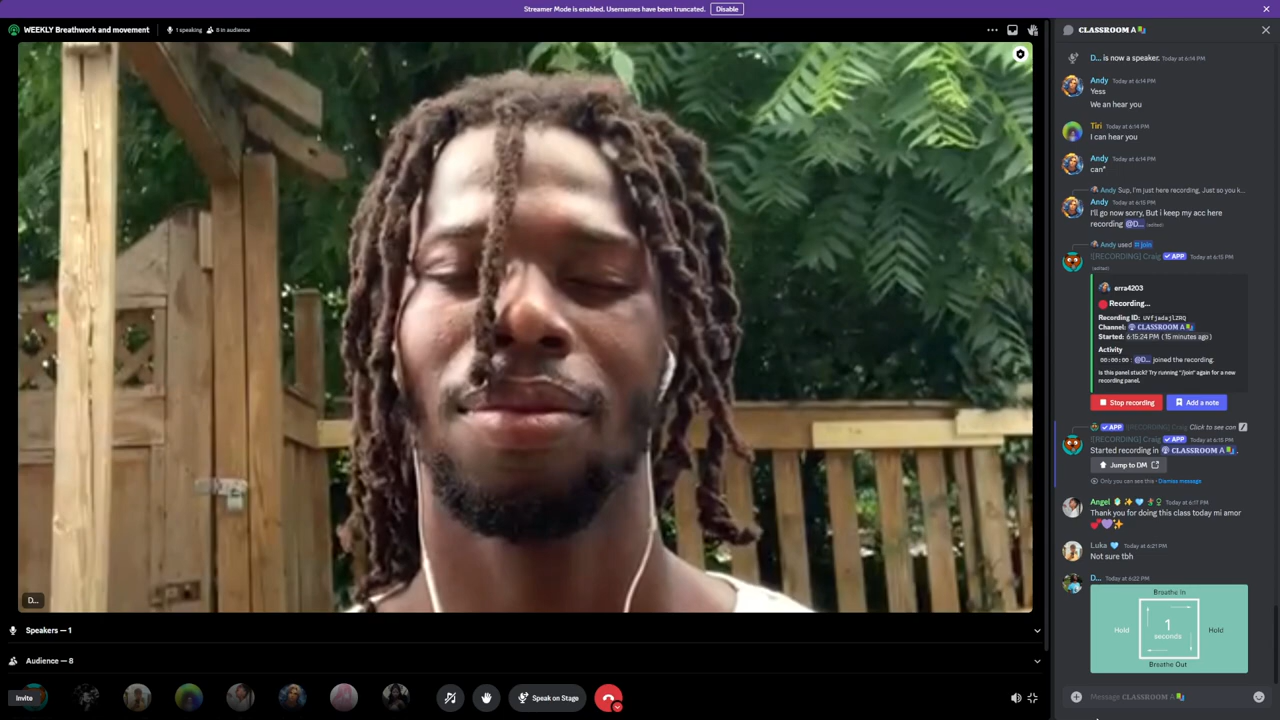 Streamer Mode is enabled. Usernames have been truncated.
Disable
WEEKLY Breathwork and movement
1 speaking
8 in audience
D...
Speakers — 1
Audience — 8
Invite
Speak on Stage
CLASSROOM A
D... is now a speaker. Today at 6:14 PM
Andy Today at 6:14 PM
Yess
We an hear you
Tiri Today at 6:14 PM
I can hear you
Andy Today at 6:14 PM
can*
Andy Sup, I'm just here recording, Just so you k...
Andy Today at 6:15 PM
I'll go now sorry, But i keep my acc here
recording @D... (edited)
Andy used join
![RECORDING] Craig APP Today at 6:15 PM
(edited)
erra4203
Recording...
Channel: CLASSROOM A
Started: 6:15:24 PM (15 minutes ago)
Activity
00:00:00: @D... joined the recording.
Is this panel stuck? Try running "/join" again for a new
recording panel.
Stop recording
Add a note
APP ![RECORDING] Craig Click to see con
![RECORDING] Craig APP Today at 6:15 PM
Started recording in CLASSROOM A.
Jump to DM
Only you can see this • Dismiss message
Angel Today at 6:17 PM
Thank you for doing this class today mi amor
Luka Today at 6:21 PM
Not sure tbh
D... Today at 6:22 PM
Breathe In
Hold
1
seconds
Hold
Breathe Out
Message CLASSROOM A